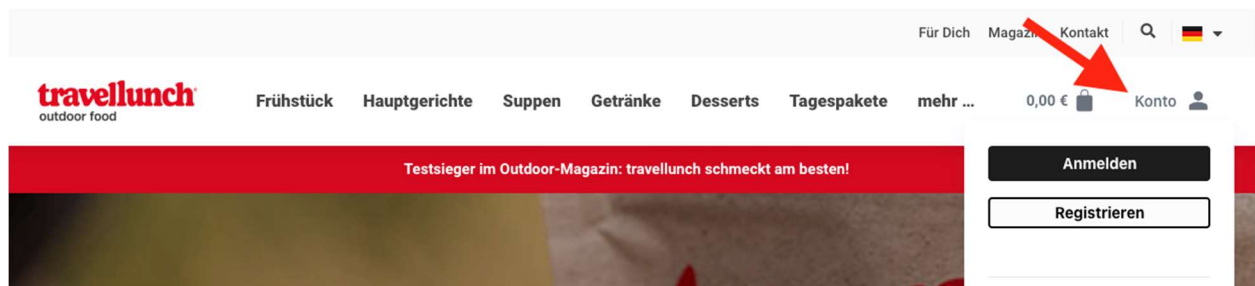 Für Dich Magazin Kontakt
travellunch
outdoor food
Frühstück Hauptgerichte Suppen Getränke Desserts Tagespakete mehr ... 0,00 € Konto
Testsieger im Outdoor-Magazin: travellunch schmeckt am besten!
Anmelden
Registrieren